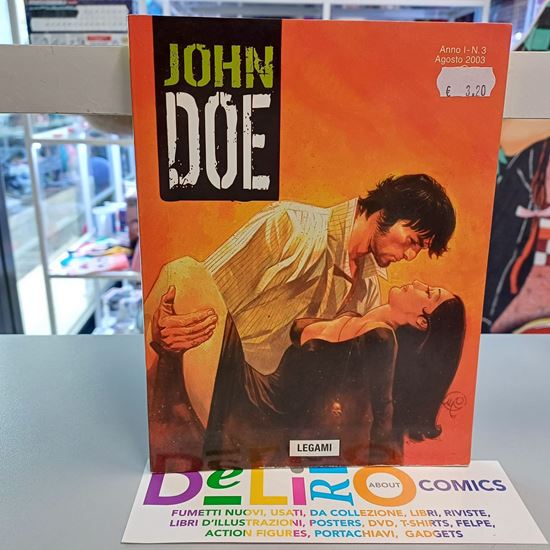 JOHN
DOE
Anno I - N. 3
Agosto 2003
€ 3,20
LEGAMI
DeLiRiO ABOUT COMICS
FUMETTI NUOVI, USATI, DA COLLEZIONE, LIBRI, RIVISTE,
LIBRI D'ILLUSTRAZIONI, POSTERS, DVD, T-SHIRTS, FELPE,
ACTION FIGURES, PORTACHIAVI, GADGETS